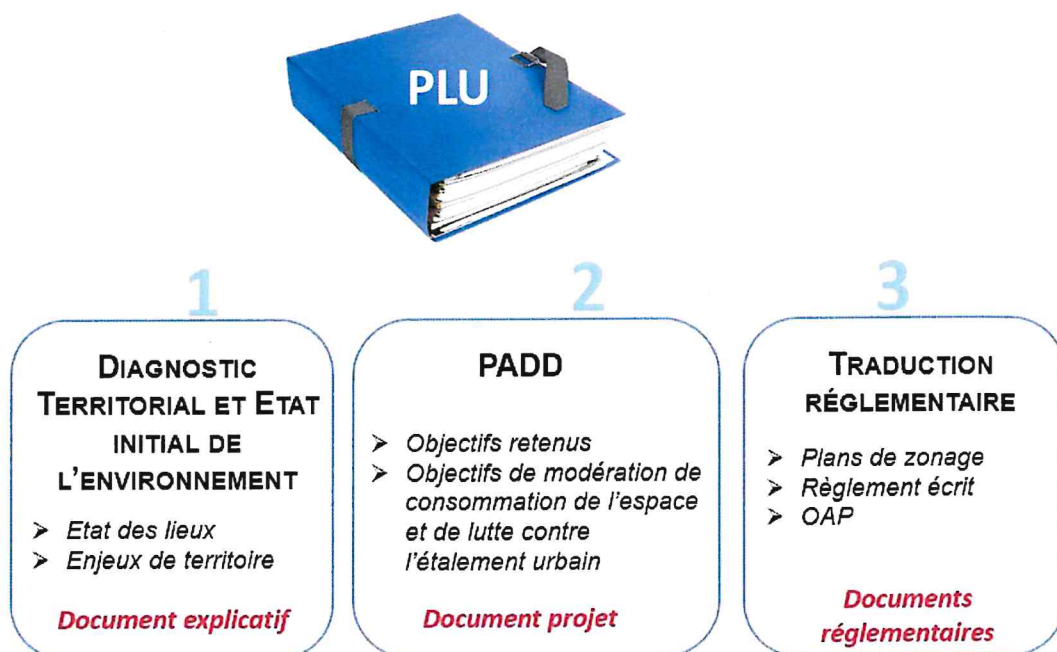 PLU
1
DIAGNOSTIC
TERRITORIAL ET ETAT
INITIAL DE
L'ENVIRONNEMENT
➢ Etat des lieux
➢ Enjeux de territoire
Document explicatif
2
PADD
➢ Objectifs retenus
➢ Objectifs de modération de
consommation de l'espace
et de lutte contre
l'étalement urbain
Document projet
3
TRADUCTION
RÉGLEMENTAIRE
➢ Plans de zonage
➢ Règlement écrit
➢ OAP
Documents
réglementaires